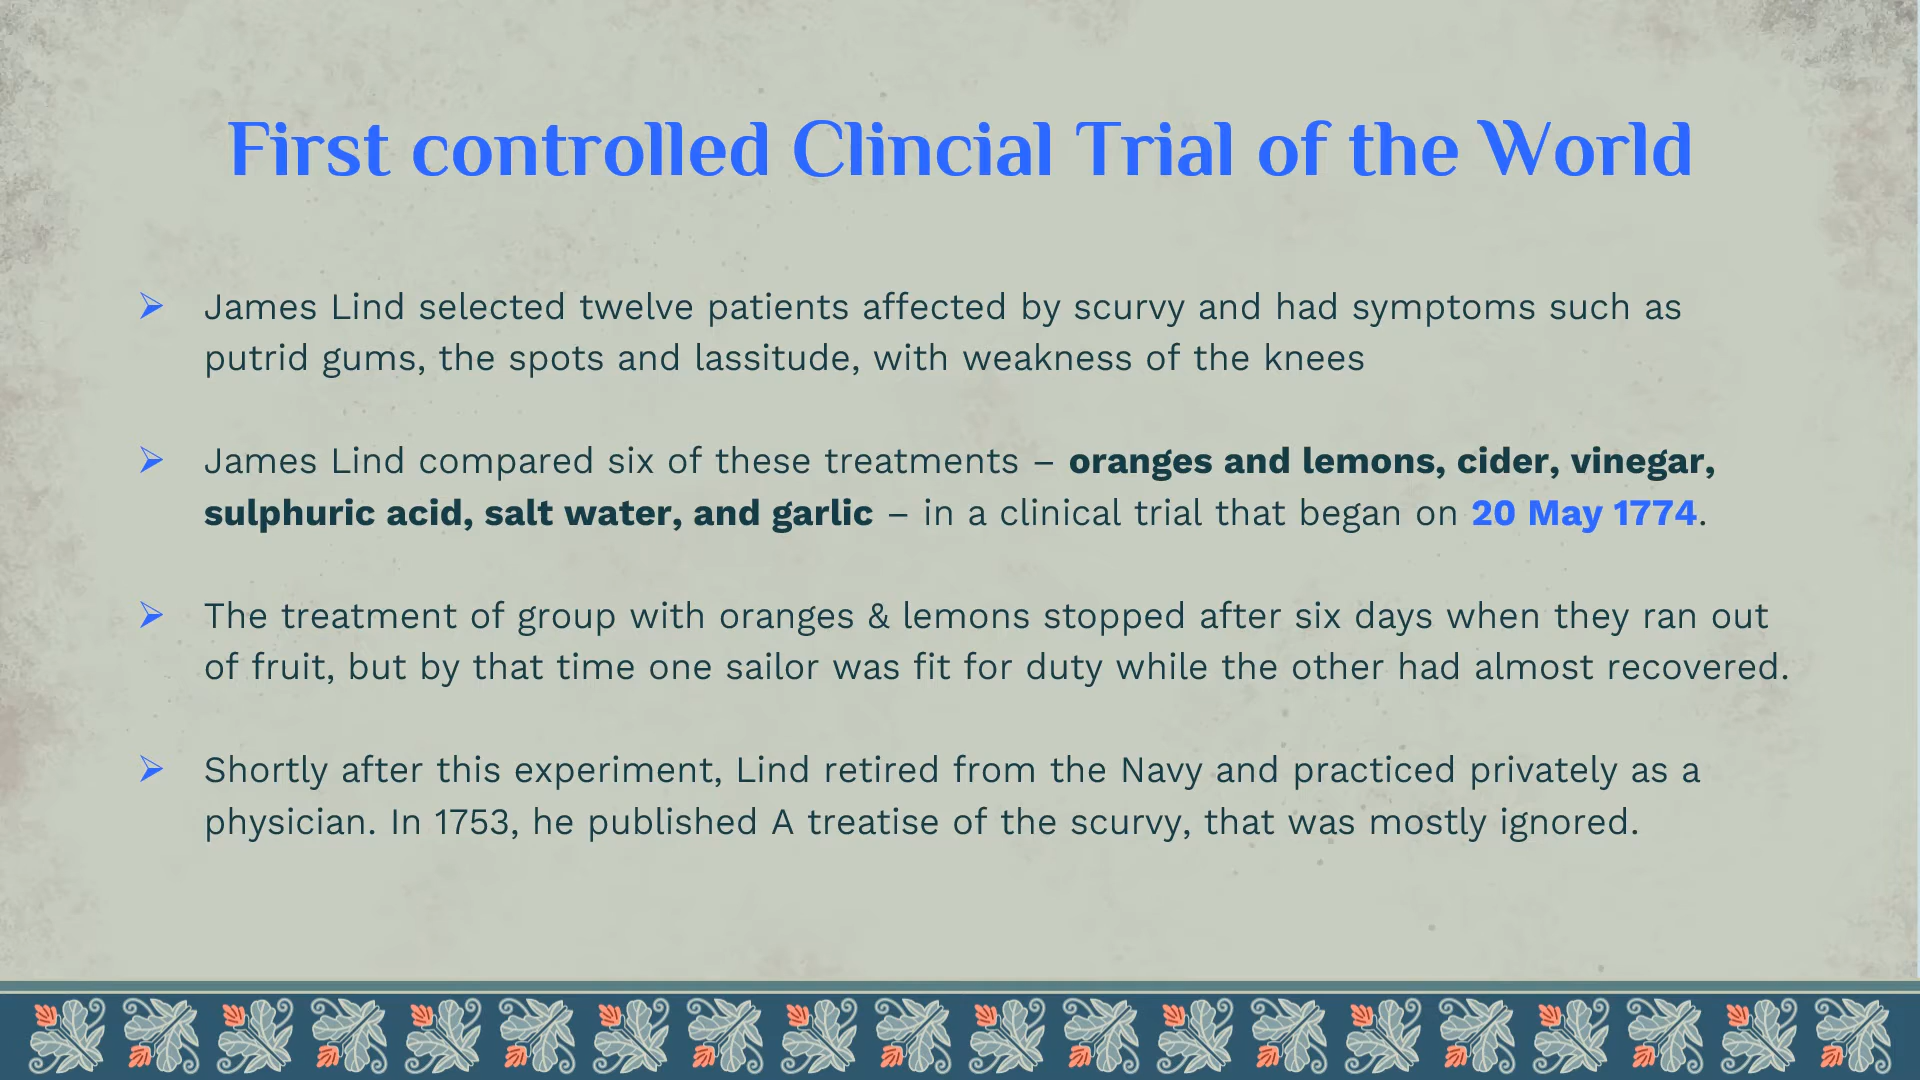 First controlled Clincial Trial of the World
➢ James Lind selected twelve patients affected by scurvy and had symptoms such as
putrid gums, the spots and lassitude, with weakness of the knees
➢ James Lind compared six of these treatments – oranges and lemons, cider, vinegar,
sulphuric acid, salt water, and garlic – in a clinical trial that began on 20 May 1774.
➢ The treatment of group with oranges & lemons stopped after six days when they ran out
of fruit, but by that time one sailor was fit for duty while the other had almost recovered.
➢ Shortly after this experiment, Lind retired from the Navy and practiced privately as a
physician. In 1753, he published A treatise of the scurvy, that was mostly ignored.